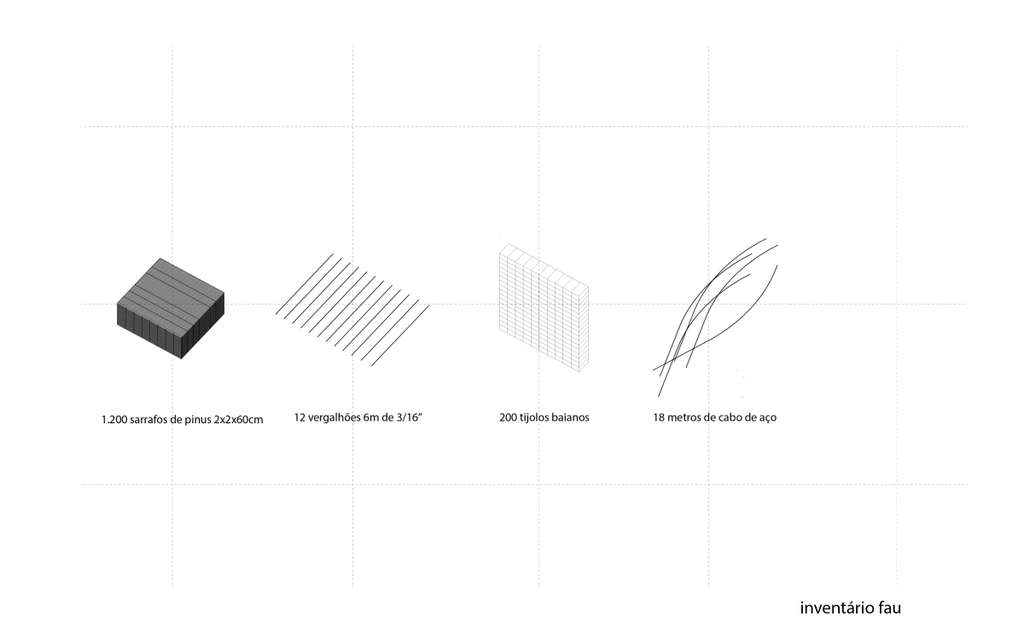 1.200 sarrafos de pinus 2x2x60cm
12 vergalhões 6m de 3/16”
200 tijolos baianos
18 metros de cabo de aço
inventário fau